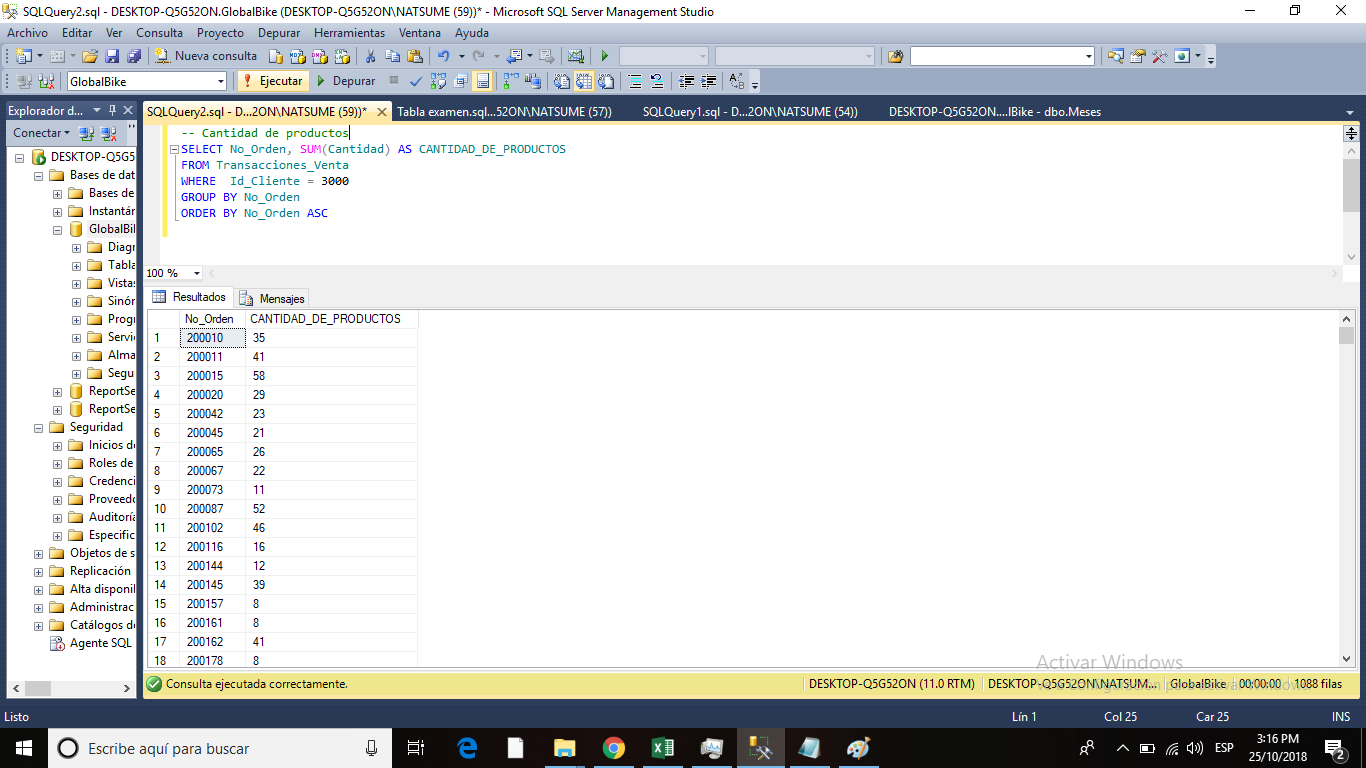 SQLQuery2.sql - DESKTOP-Q5G52ON.GlobalBike (DESKTOP-Q5G52ON\NATSUME (59))* - Microsoft SQL Server Management Studio
Archivo Editar Ver Consulta Proyecto Depurar Herramientas Ventana Ayuda
Nueva consulta
GlobalBike Ejecutar Depurar
Explorador d...
SQLQuery2.sql - D...2ON\NATSUME (59))* Tabla examen.sql...52ON\NATSUME (57)) SQLQuery1.sql - D...2ON\NATSUME (54)) DESKTOP-Q5G52ON....lBike - dbo.Meses
Conectar
DESKTOP-Q5G5
Bases de dat
Bases de
Instantár
GlobalBil
Diagr
Tabla
Vistas
Sinór
Progr
Servi
Alma
Segu
ReportSe
ReportSe
Seguridad
Inicios de
Roles de
Credenci
Proveedo
Auditoría
Especific
Objetos de s
Replicación
Alta disponil
Administrac
Catálogos de
Agente SQL
-- Cantidad de productos
SELECT No_Orden, SUM(Cantidad) AS CANTIDAD_DE_PRODUCTOS
FROM Transacciones_Venta
WHERE Id_Cliente = 3000
GROUP BY No_Orden
ORDER BY No_Orden ASC
100 %
Resultados Mensajes
No_Orden CANTIDAD_DE_PRODUCTOS
1 200010 35
2 200011 41
3 200015 58
4 200020 29
5 200042 23
6 200045 21
7 200065 26
8 200067 22
9 200073 11
10 200087 52
11 200102 46
12 200116 16
13 200144 12
14 200145 39
15 200157 8
16 200161 8
17 200162 41
18 200178 8
Activar Windows
Consulta ejecutada correctamente. DESKTOP-Q5G52ON (11.0 RTM) DESKTOP-Q5G52ON\NATSUM... GlobalBike 00:00:00 1088 filas
Listo Lín 1 Col 25 Car 25 INS
Escribe aquí para buscar
ESP
3:16 PM
25/10/2018
2